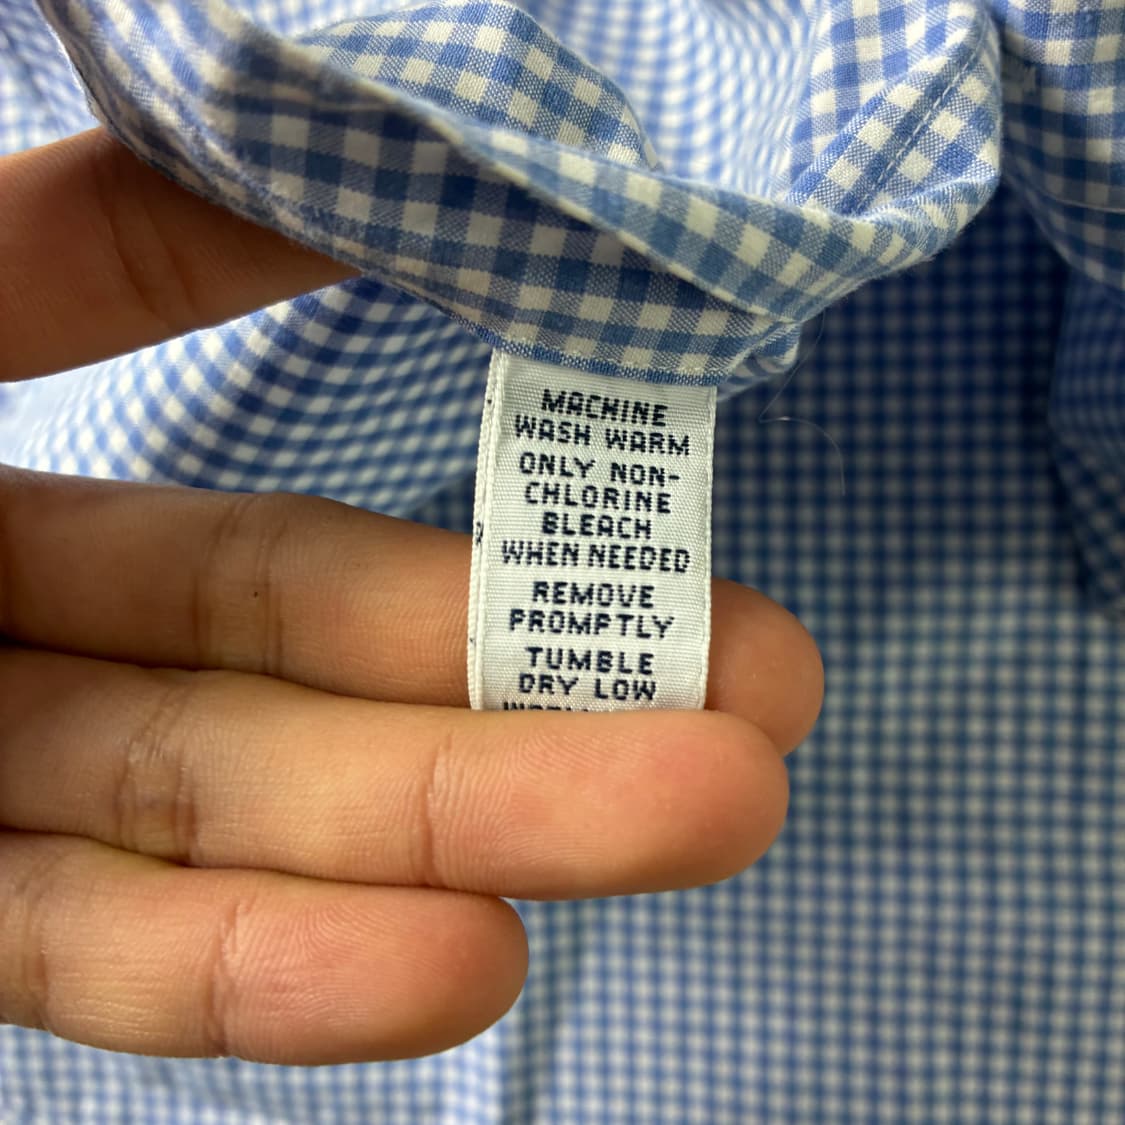 MACHINE
WASH WARM
ONLY NON-
CHLORINE
BLEACH
WHEN NEEDED
REMOVE
PROMPTLY
TUMBLE
DRY LOW